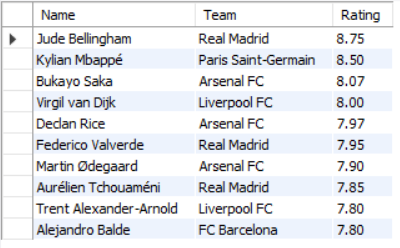 Name Team Rating
Jude Bellingham Real Madrid 8.75
Kylian Mbappé Paris Saint-Germain 8.50
Bukayo Saka Arsenal FC 8.07
Virgil van Dijk Liverpool FC 8.00
Declan Rice Arsenal FC 7.97
Federico Valverde Real Madrid 7.95
Martin Ødegaard Arsenal FC 7.90
Aurélien Tchouaméni Real Madrid 7.85
Trent Alexander-Arnold Liverpool FC 7.80
Alejandro Balde FC Barcelona 7.80